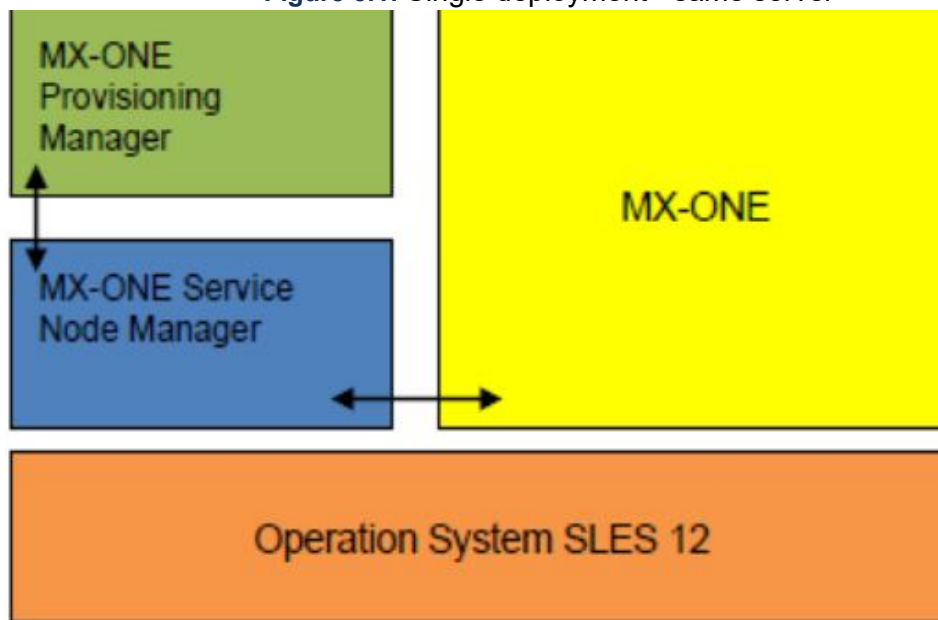 Single deployment - same server
MX-ONE
Provisioning
Manager
MX-ONE
MX-ONE Service
Node Manager
Operation System SLES 12